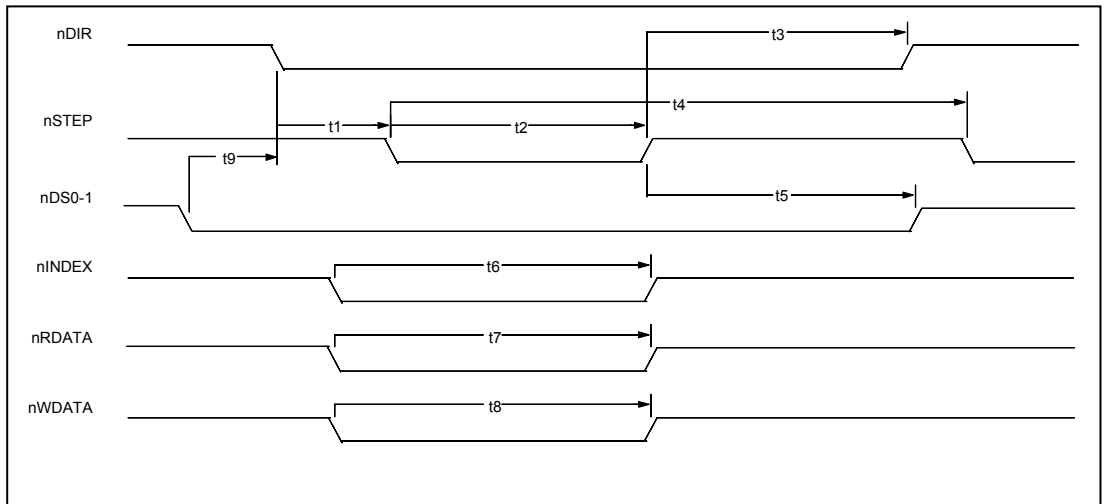 nDIR
t3
t4
nSTEP
t1
t2
t9
nDS0-1
t5
nINDEX
t6
nRDATA
t7
nWDATA
t8